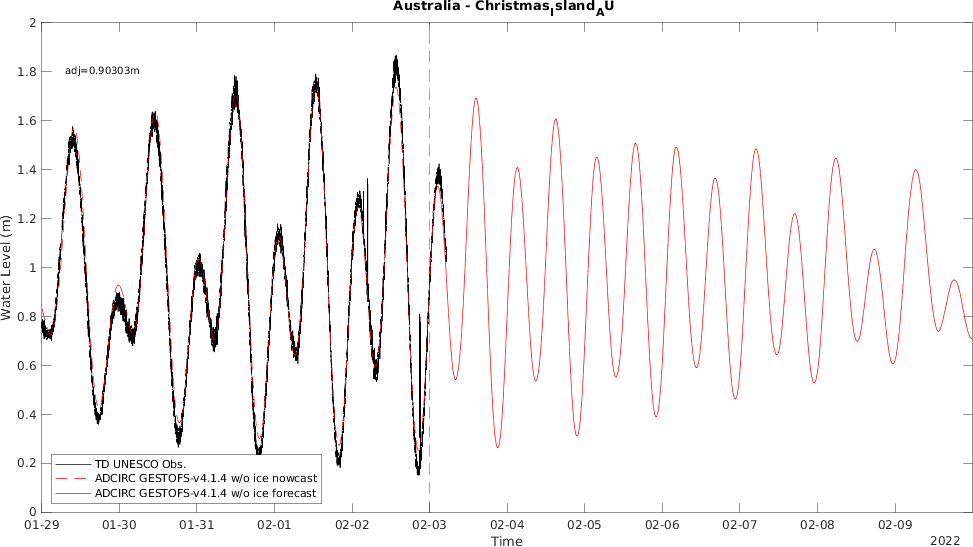 Australia - ChristmasIslandAU
adj=0.90303m
Water Level (m)
2
1.8
1.6
1.4
1.2
1
0.8
0.6
0.4
0.2
0
TD UNESCO Obs.
ADCIRC GESTOFS-v4.1.4 w/o ice nowcast
ADCIRC GESTOFS-v4.1.4 w/o ice forecast
01-29 01-30 01-31 02-01 02-02 02-03 02-04 02-05 02-06 02-07 02-08 02-09
Time
2022